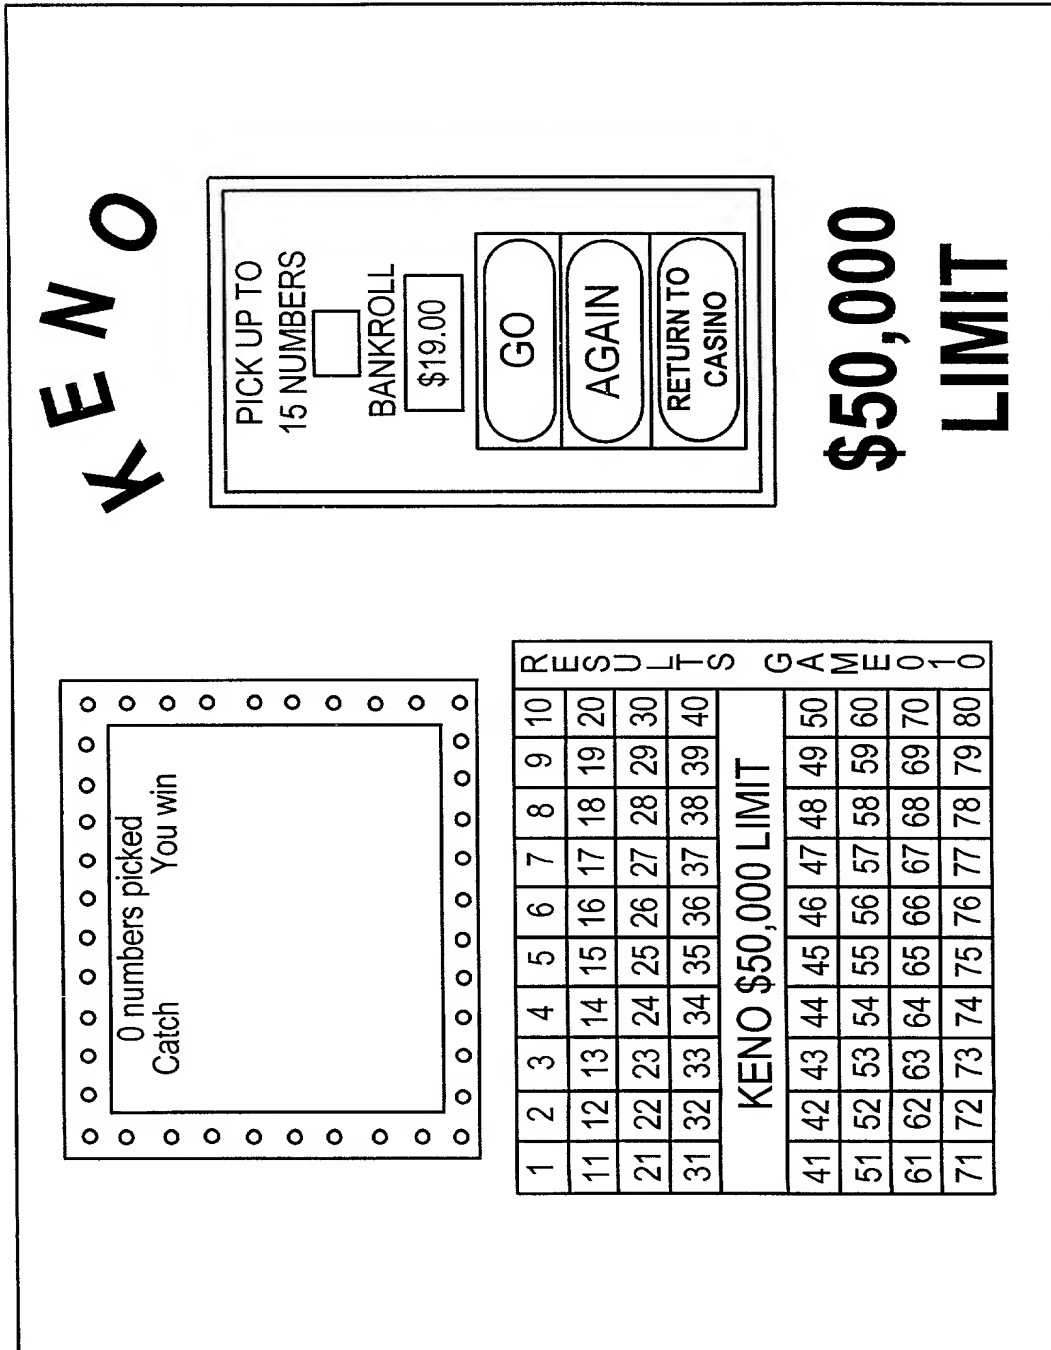 KENO
0 numbers picked
Catch You win
PICK UP TO
15 NUMBERS
BANKROLL
$19.00
GO
AGAIN
RETURN TO
CASINO
1 2 3 4 5 6 7 8 9 10
11 12 13 14 15 16 17 18 19 20
21 22 23 24 25 26 27 28 29 30
31 32 33 34 35 36 37 38 39 40
KENO $50,000 LIMIT
41 42 43 44 45 46 47 48 49 50
51 52 53 54 55 56 57 58 59 60
61 62 63 64 65 66 67 68 69 70
71 72 73 74 75 76 77 78 79 80
RESULTS GAME 010
$50,000
LIMIT